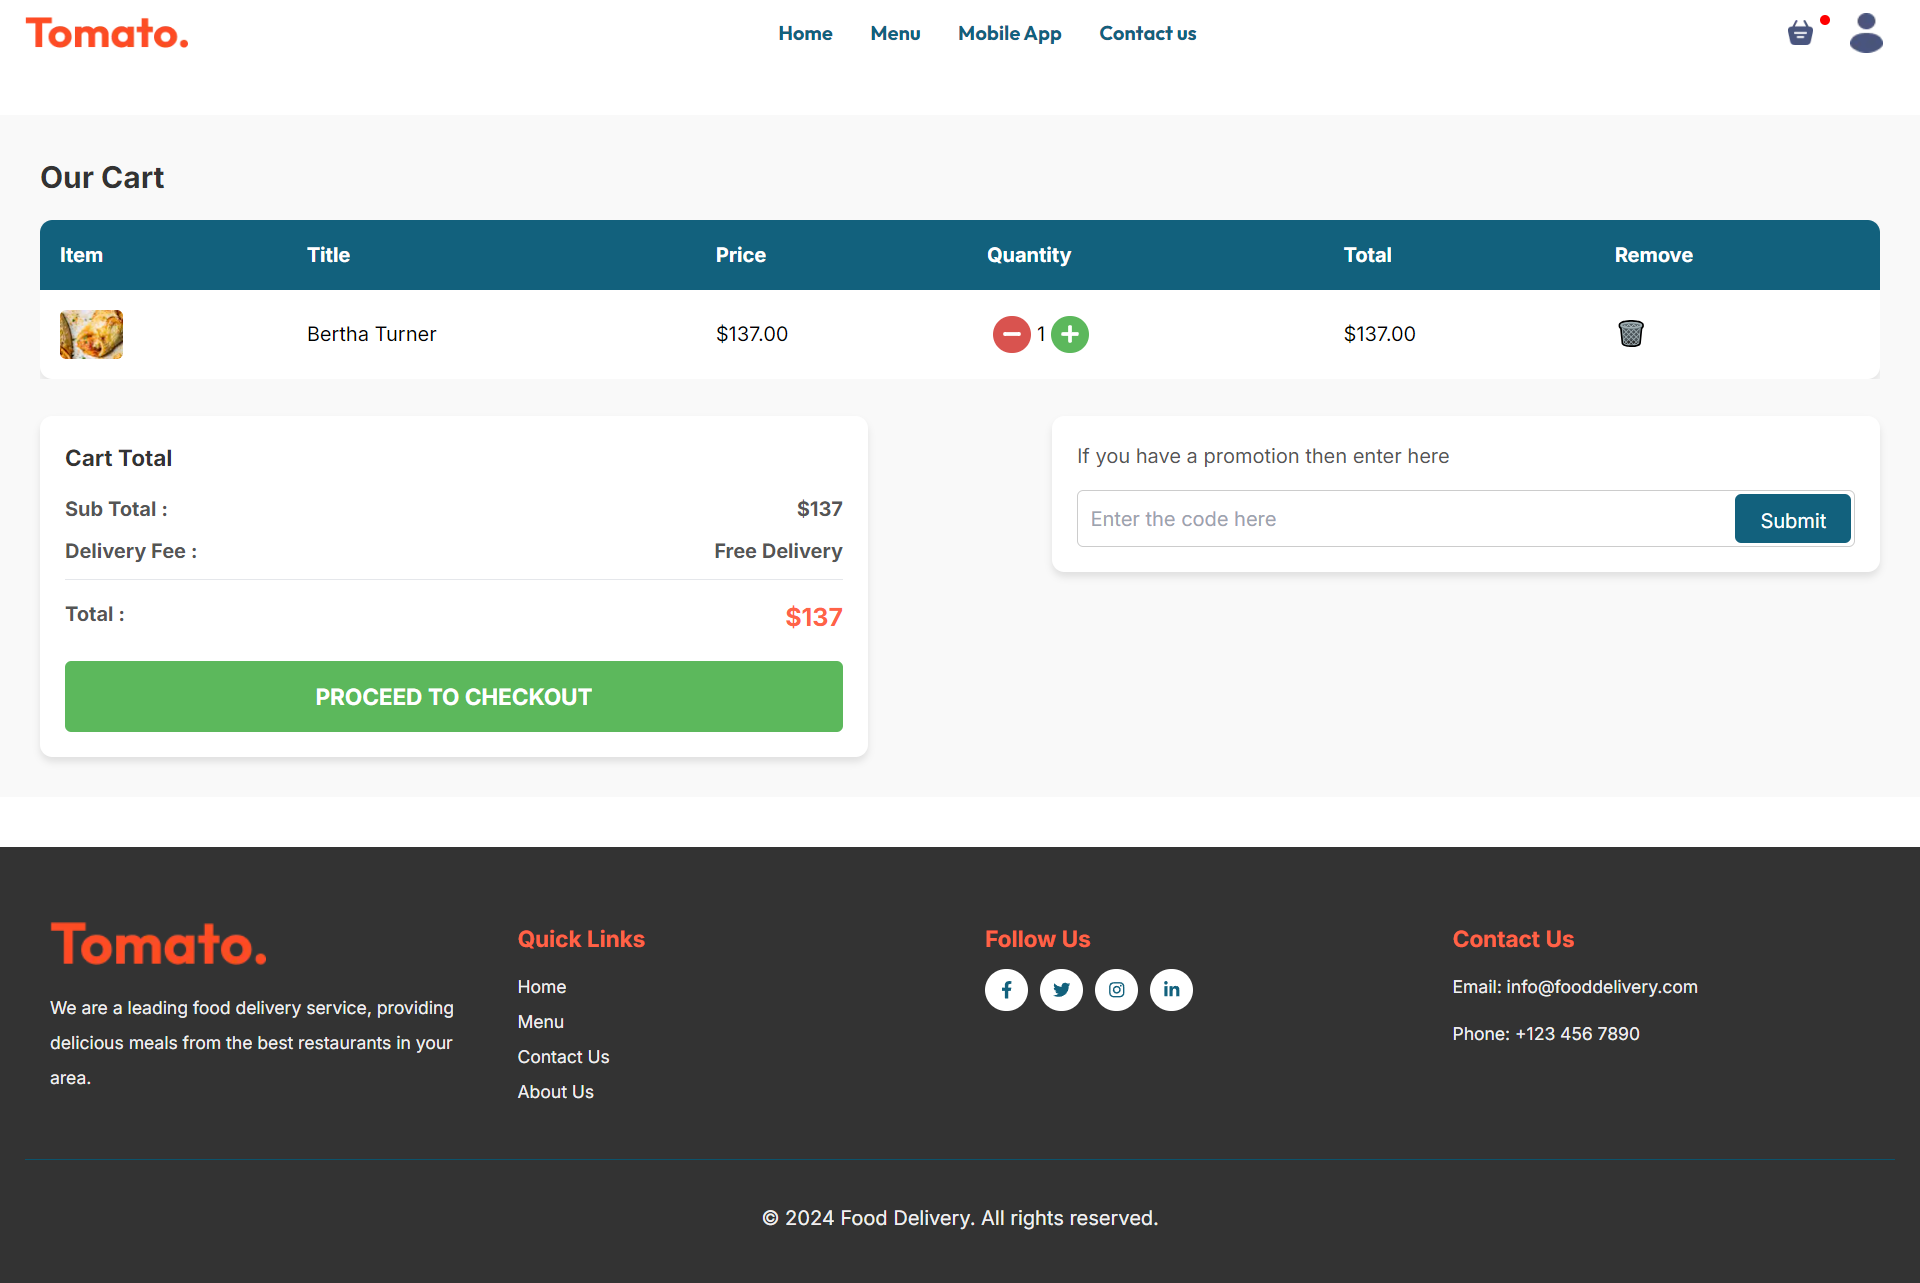 Tomato.
Home Menu Mobile App Contact us
Our Cart
Item Title Price Quantity Total Remove
Bertha Turner $137.00 1 $137.00
Cart Total
Sub Total : $137
Delivery Fee : Free Delivery
Total : $137
PROCEED TO CHECKOUT
If you have a promotion then enter here
Enter the code here Submit
Tomato.
We are a leading food delivery service, providing
delicious meals from the best restaurants in your
area.
Quick Links
Home
Menu
Contact Us
About Us
Follow Us
Contact Us
Email: info@fooddelivery.com
Phone: +123 456 7890
© 2024 Food Delivery. All rights reserved.